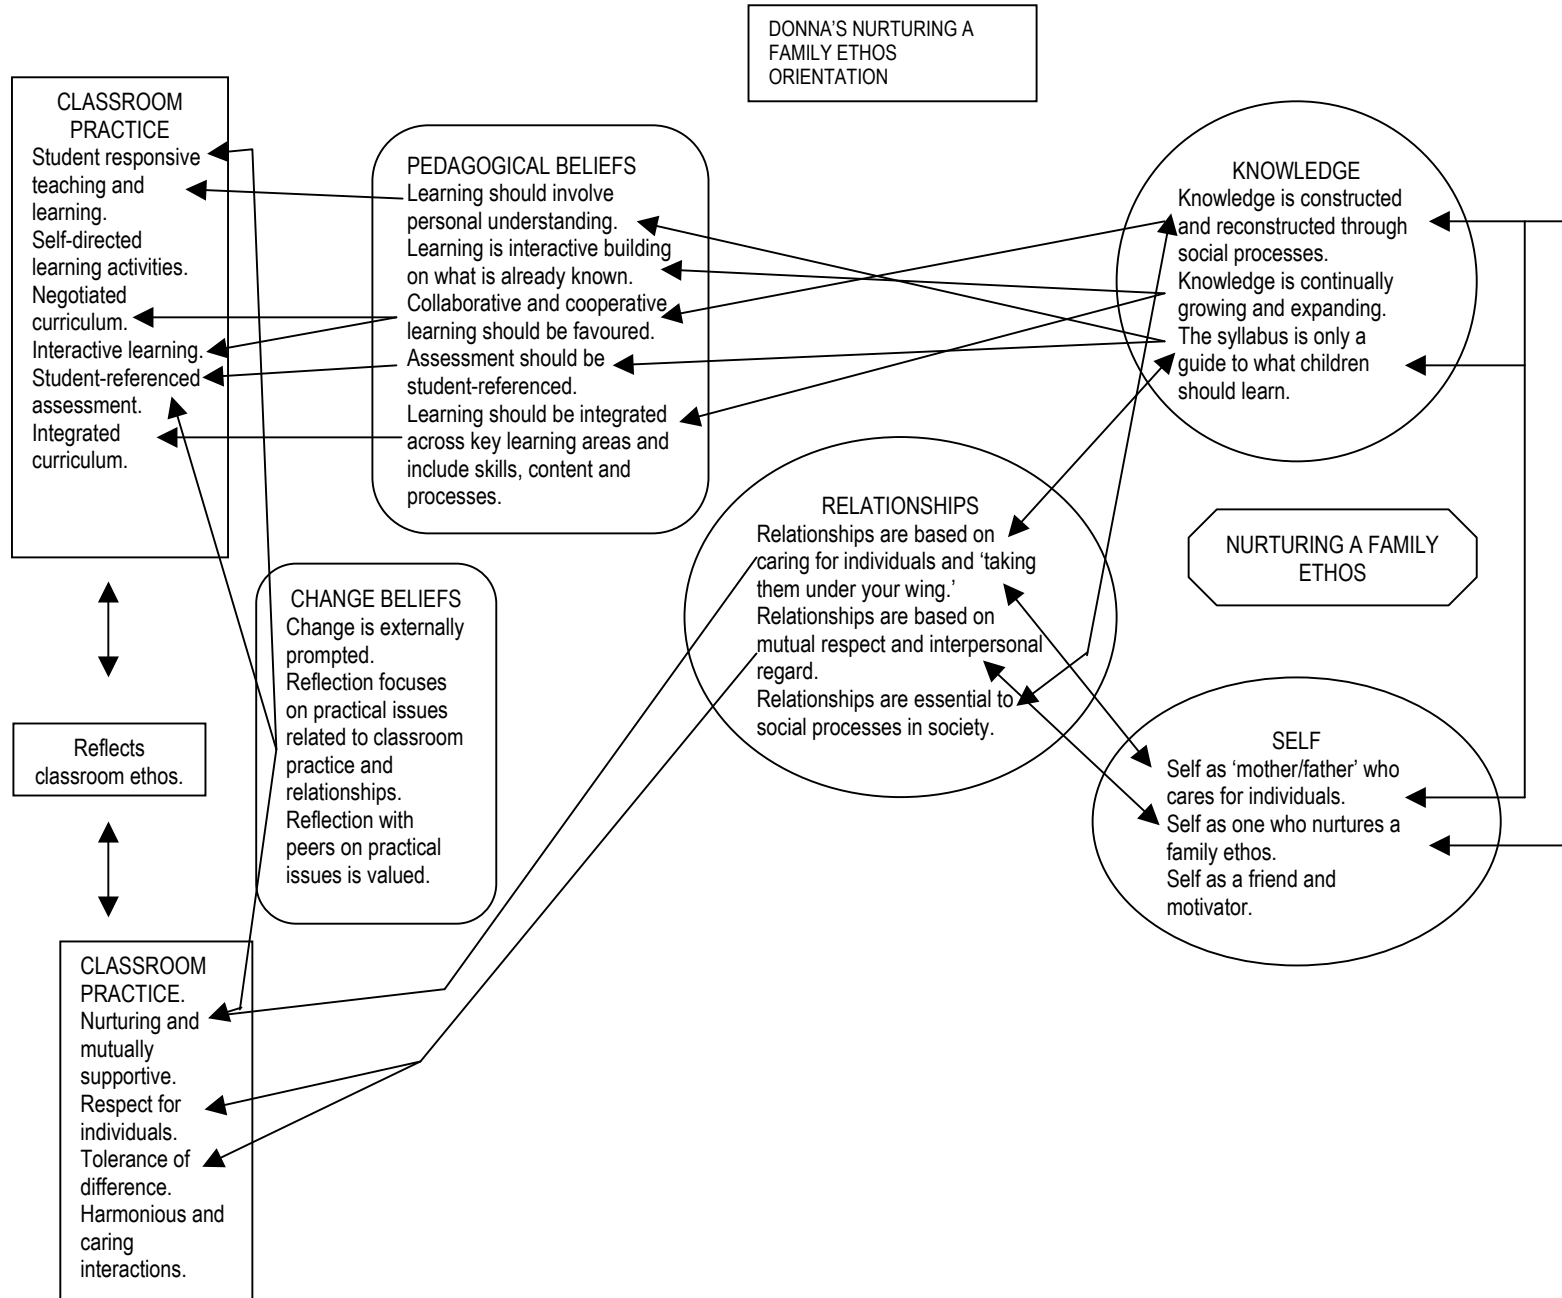 DONNA'S NURTURING A
FAMILY ETHOS
ORIENTATION
CLASSROOM
PRACTICE
Student responsive
teaching and
learning.
Self-directed
learning activities.
Negotiated
curriculum.
Interactive learning.
Student-referenced
assessment.
Integrated
curriculum.
PEDAGOGICAL BELIEFS
Learning should involve
personal understanding.
Learning is interactive building
on what is already known.
Collaborative and cooperative
learning should be favoured.
Assessment should be
student-referenced.
Learning should be integrated
across key learning areas and
include skills, content and
processes.
KNOWLEDGE
Knowledge is constructed
and reconstructed through
social processes.
Knowledge is continually
growing and expanding.
The syllabus is only a
guide to what children
should learn.
RELATIONSHIPS
Relationships are based on
caring for individuals and ‘taking
them under your wing.’
Relationships are based on
mutual respect and interpersonal
regard.
Relationships are essential to
social processes in society.
NURTURING A FAMILY
ETHOS
CHANGE BELIEFS
Change is externally
prompted.
Reflection focuses
on practical issues
related to classroom
practice and
relationships.
Reflection with
peers on practical
issues is valued.
Reflects
classroom ethos.
SELF
Self as ‘mother/father’ who
cares for individuals.
Self as one who nurtures a
family ethos.
Self as a friend and
motivator.
CLASSROOM
PRACTICE.
Nurturing and
mutually
supportive.
Respect for
individuals.
Tolerance of
difference.
Harmonious and
caring
interactions.